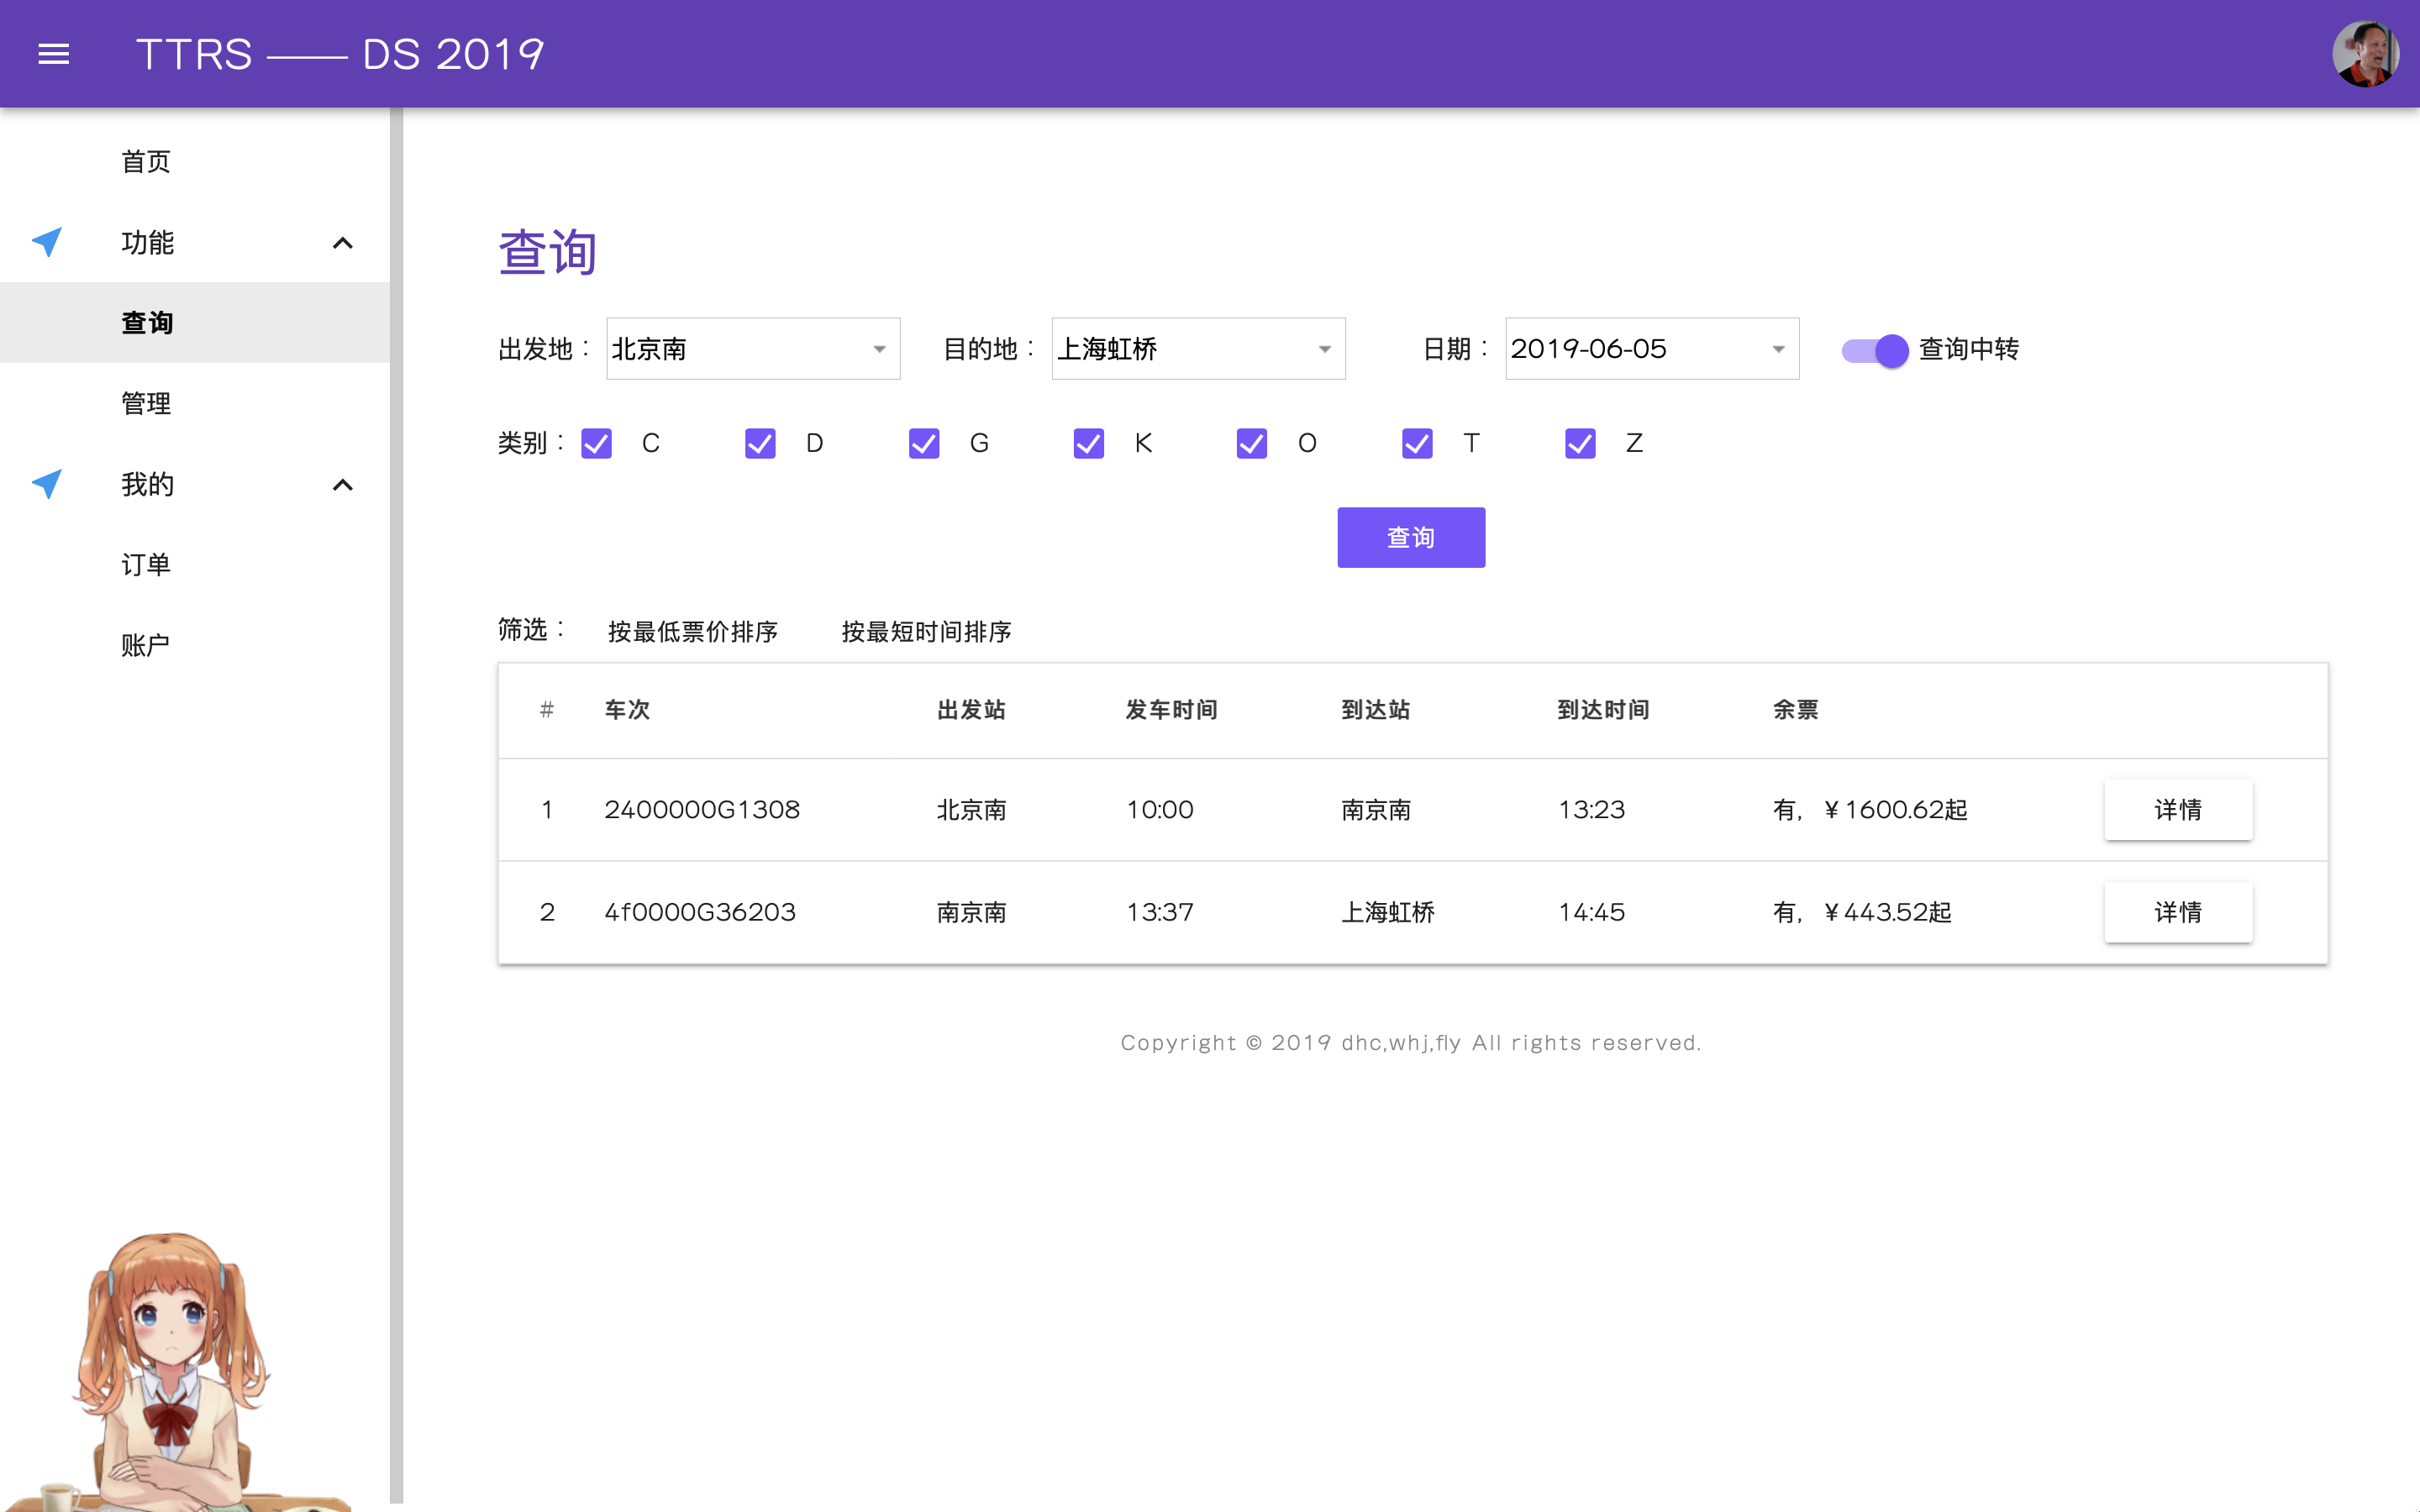 TTRS —— DS 2019
首页
功能
查询
管理
我的
订单
账户
查询
出发地： 北京南 目的地： 上海虹桥 日期： 2019-06-05 查询中转
类别： C D G K O T Z
查询
筛选： 按最低票价排序 按最短时间排序
# 车次 出发站 发车时间 到达站 到达时间 余票
1 2400000G1308 北京南 10:00 南京南 13:23 有，￥1600.62起 详情
2 4f0000G36203 南京南 13:37 上海虹桥 14:45 有，￥443.52起 详情
Copyright © 2019 dhc,whj,fly All rights reserved.